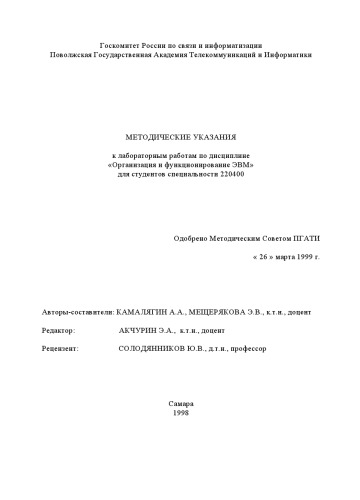 Госкомитет России по связи и информатизации
Поволжская Государственная Академия Телекоммуникаций и Информатики
МЕТОДИЧЕСКИЕ УКАЗАНИЯ
к лабораторным работам по дисциплине
«Организация и функционирование ЭВМ»
для студентов специальности 220400
Одобрено Методическим Советом ПГАТИ
« 26 » марта 1999 г.
Авторы-составители: КАМАЛЯГИН А.А., МЕЩЕРЯКОВА Э.В., к.т.н., доцент
Редактор: АКЧУРИН Э.А., к.т.н., доцент
Рецензент: СОЛОДЯННИКОВ Ю.В., д.т.н., профессор
Самара
1998